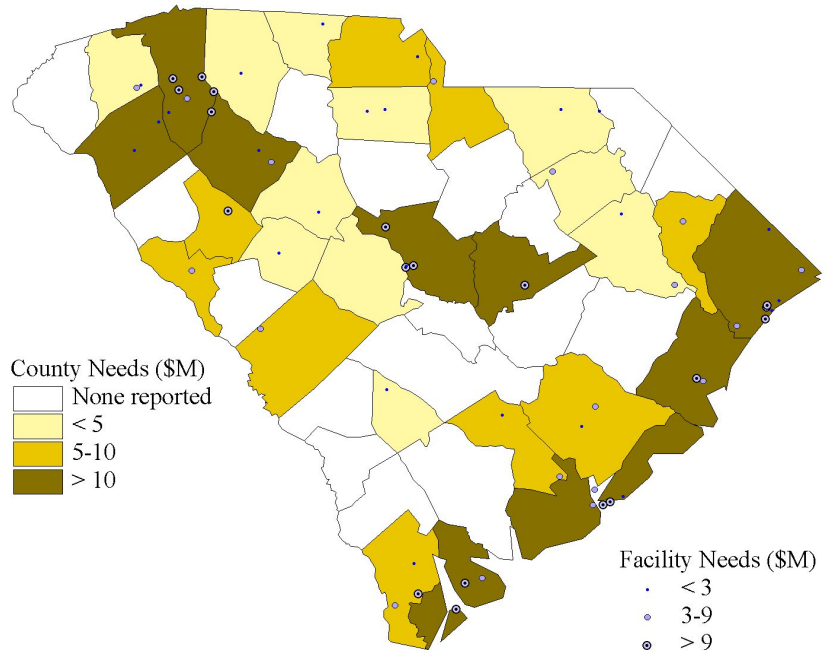 County Needs ($M)
None reported
< 5
5-10
> 10
Facility Needs ($M)
< 3
3-9
> 9